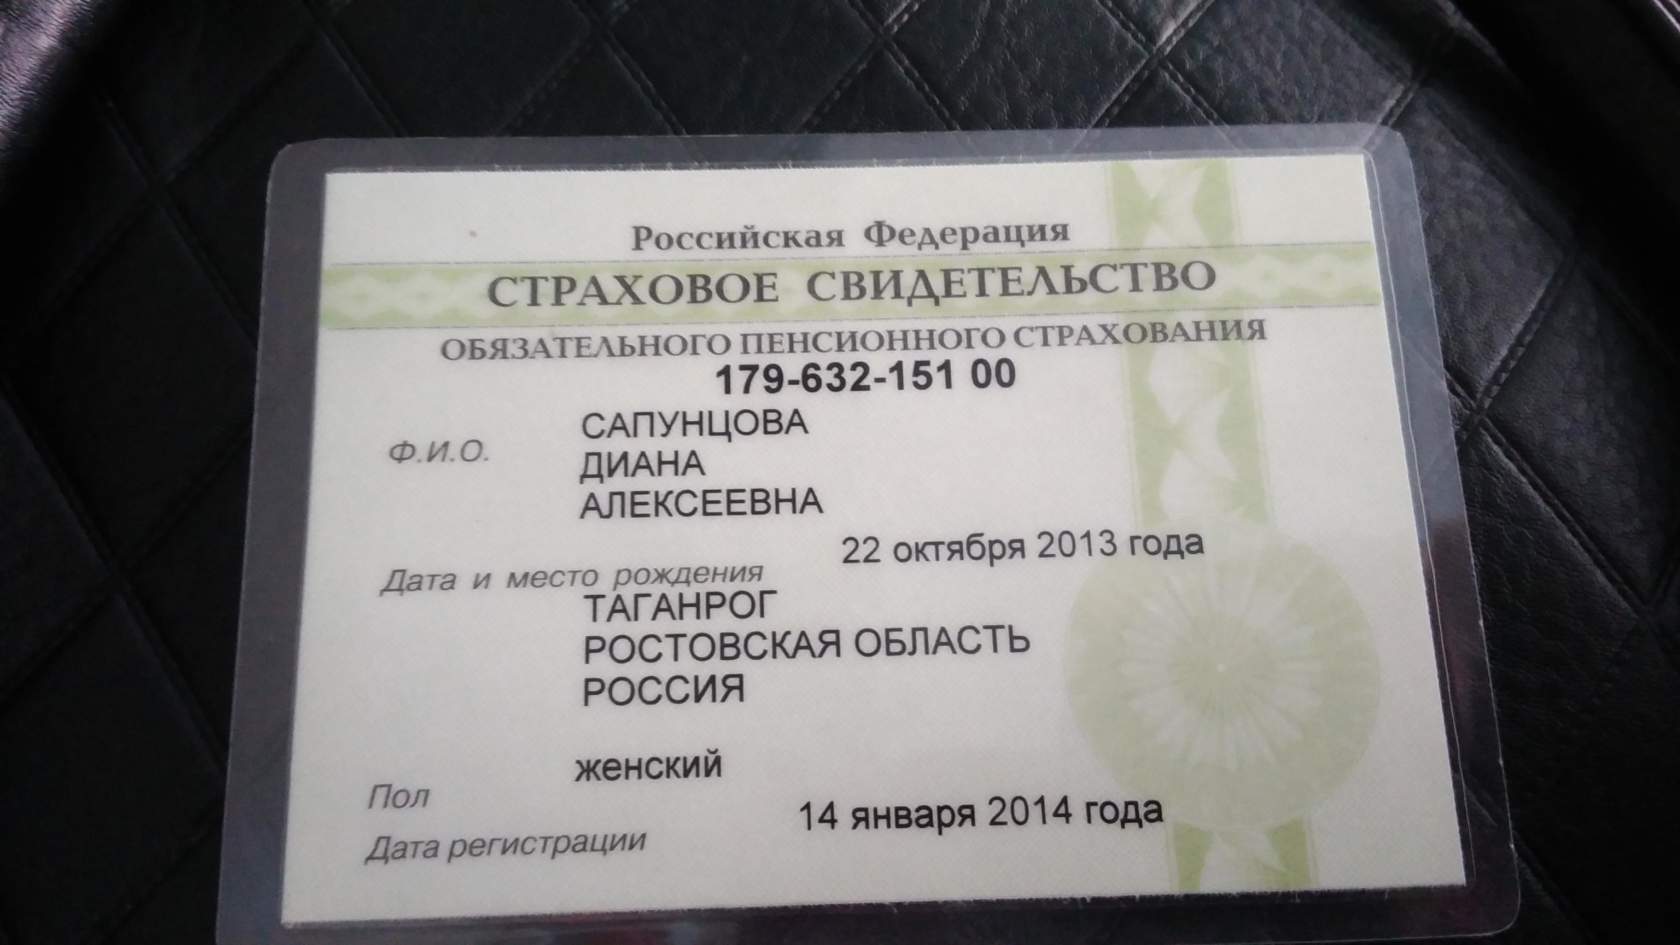 Российская Федерация
СТРАХОВОЕ СВИДЕТЕЛЬСТВО
ОБЯЗАТЕЛЬНОГО ПЕНСИОННОГО СТРАХОВАНИЯ
179-632-151 00
Ф.И.О.
САПУНЦОВА
ДИАНА
АЛЕКСЕЕВНА
Дата и место рождения 22 октября 2013 года
ТАГАНРОГ
РОСТОВСКАЯ ОБЛАСТЬ
РОССИЯ
Пол женский
Дата регистрации 14 января 2014 года